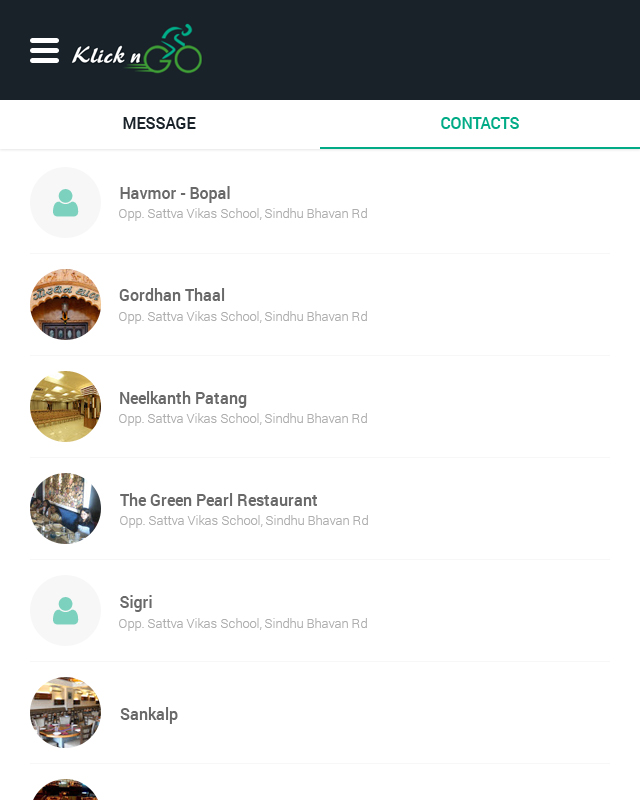 Klick n GO
MESSAGE
CONTACTS
Havmor - Bopal
Opp. Sattva Vikas School, Sindhu Bhavan Rd
Gordhan Thaal
Opp. Sattva Vikas School, Sindhu Bhavan Rd
Neelkanth Patang
Opp. Sattva Vikas School, Sindhu Bhavan Rd
The Green Pearl Restaurant
Opp. Sattva Vikas School, Sindhu Bhavan Rd
Sigri
Opp. Sattva Vikas School, Sindhu Bhavan Rd
Sankalp